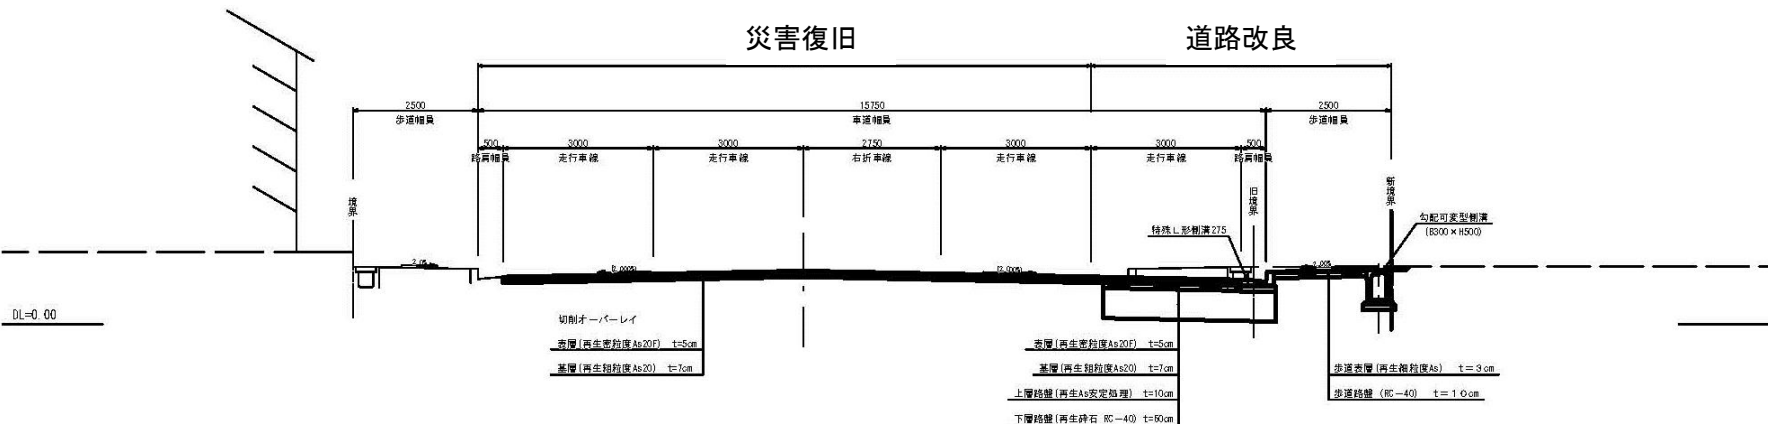 災害復旧
道路改良
2500
歩道幅員
15750
車道幅員
2500
歩道幅員
500
路肩幅員
3000
走行車線
3000
走行車線
2750
右折車線
3000
走行車線
3000
走行車線
500
路肩幅員
境界
旧境界
新境界
特殊L形側溝275
勾配可変型側溝
(B300×H500)
DL=0.00
切削オーバーレイ
表層(再生密粒度As20F) t=5cm
基層(再生粗粒度As20) t=7cm
表層(再生密粒度As20F) t=5cm
基層(再生粗粒度As20) t=7cm
上層路盤(再生As安定処理) t=10cm
下層路盤(再生砕石 RC-40) t=50cm
歩道表層(再生細粒度As) t=3cm
歩道路盤 (RC-40) t=10cm